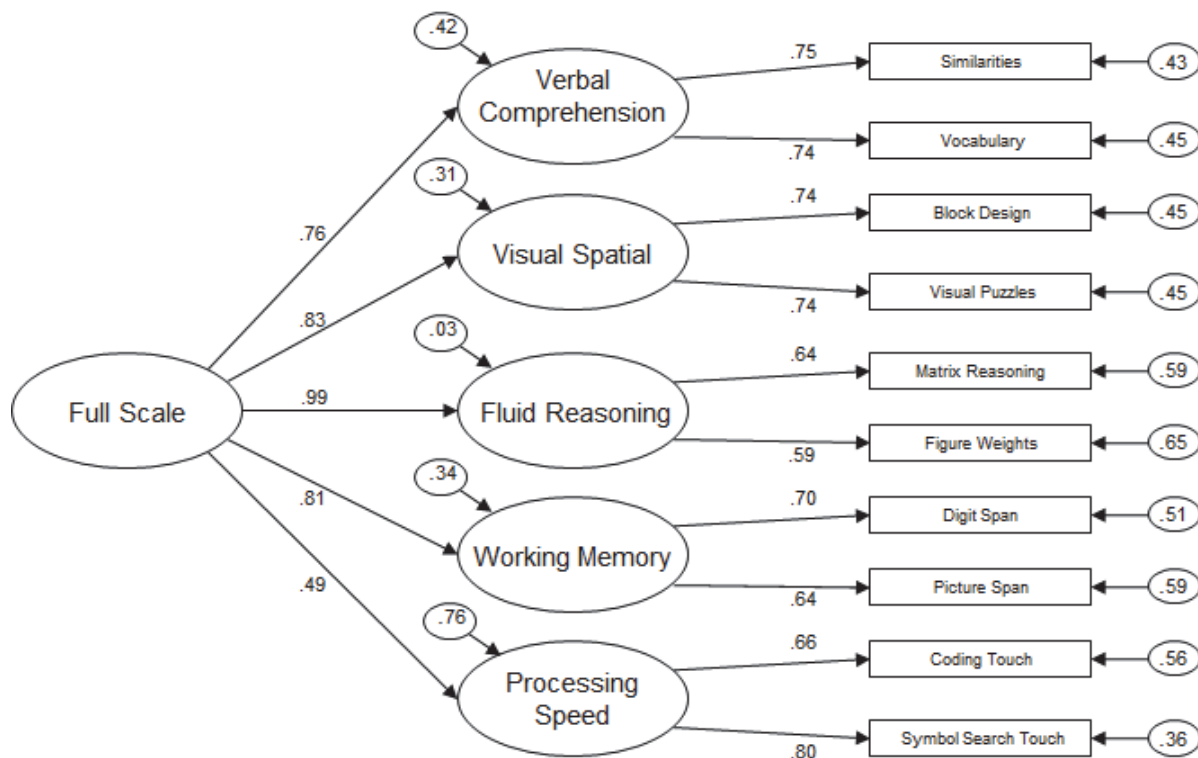 .42
.75
Similarities
.43
Verbal
Comprehension
.74
Vocabulary
.45
.31
.74
Block Design
.45
.76
Visual Spatial
.74
Visual Puzzles
.45
.83
.03
.64
Matrix Reasoning
.59
Full Scale
.99
Fluid Reasoning
.59
Figure Weights
.65
.34
.81
.70
Digit Span
.51
Working Memory
.64
Picture Span
.59
.49
.76
.66
Coding Touch
.56
Processing
Speed
.80
Symbol Search Touch
.36